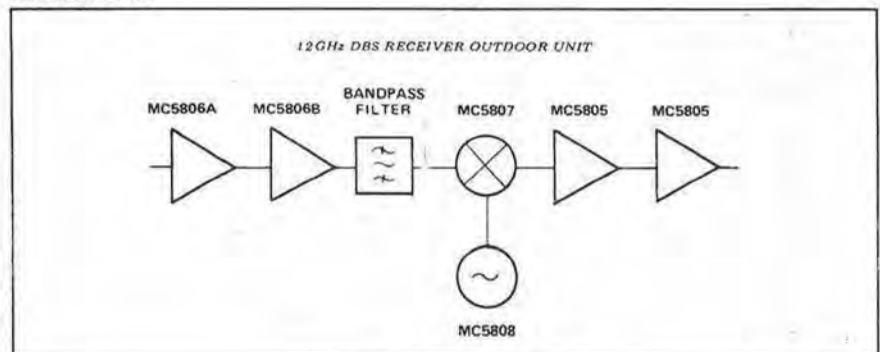 12GHz DBS RECEIVER OUTDOOR UNIT
MC5806A MC5806B BANDPASS FILTER MC5807 MC5805 MC5805
MC5808